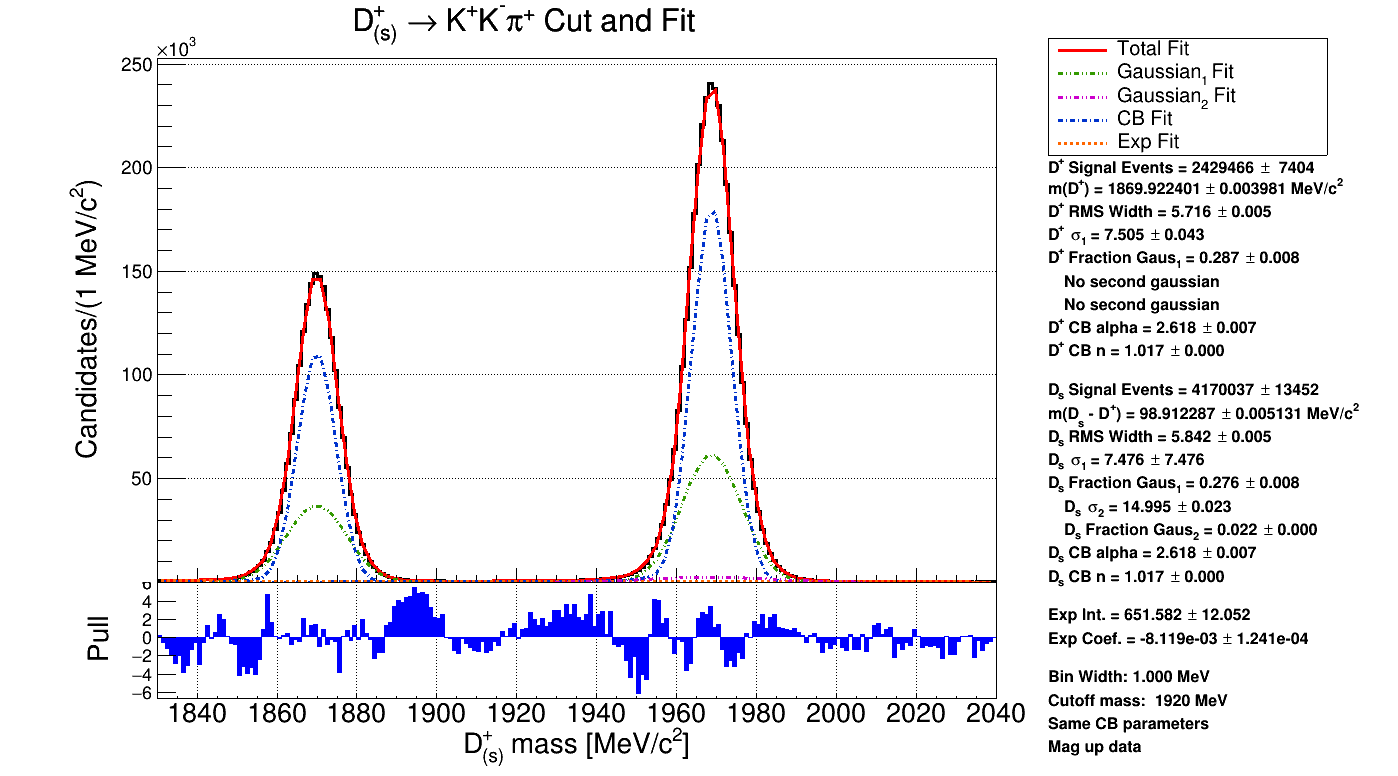 D⁺₍ₛ₎ → K⁺K⁻π⁺ Cut and Fit
×10³
250
200
150
100
50
Candidates/(1 MeV/c²)
6
4
2
0
−2
−4
−6
Pull
1840 1860 1880 1900 1920 1940 1960 1980 2000 2020 2040
D⁺₍ₛ₎ mass [MeV/c²]
Total Fit
Gaussian₁ Fit
Gaussian₂ Fit
CB Fit
Exp Fit
D⁺ Signal Events = 2429466 ± 7404
m(D⁺) = 1869.922401 ± 0.003981 MeV/c²
D⁺ RMS Width = 5.716 ± 0.005
D⁺ σ₁ = 7.505 ± 0.043
D⁺ Fraction Gaus₁ = 0.287 ± 0.008
No second gaussian
No second gaussian
D⁺ CB alpha = 2.618 ± 0.007
D⁺ CB n = 1.017 ± 0.000
Dₛ Signal Events = 4170037 ± 13452
m(Dₛ - D⁺) = 98.912287 ± 0.005131 MeV/c²
Dₛ RMS Width = 5.842 ± 0.005
Dₛ σ₁ = 7.476 ± 7.476
Dₛ Fraction Gaus₁ = 0.276 ± 0.008
Dₛ σ₂ = 14.995 ± 0.023
Dₛ Fraction Gaus₂ = 0.022 ± 0.000
Dₛ CB alpha = 2.618 ± 0.007
Dₛ CB n = 1.017 ± 0.000
Exp Int. = 651.582 ± 12.052
Exp Coef. = -8.119e-03 ± 1.241e-04
Bin Width: 1.000 MeV
Cutoff mass: 1920 MeV
Same CB parameters
Mag up data